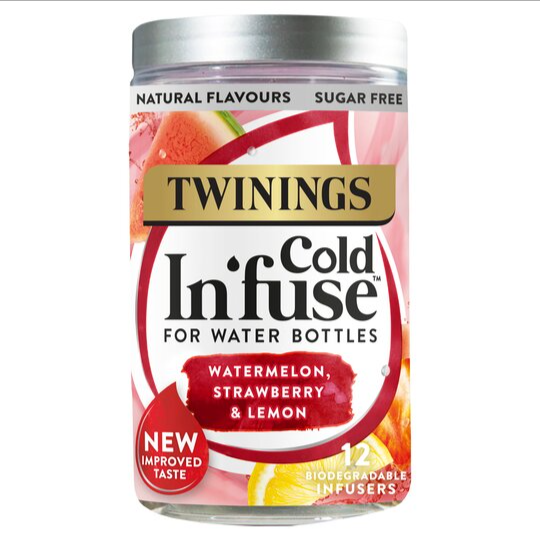 NATURAL FLAVOURS SUGAR FREE
TWININGS
Cold
In'fuse™
FOR WATER BOTTLES
WATERMELON,
STRAWBERRY
& LEMON
NEW
IMPROVED
TASTE
12
BIODEGRADABLE
INFUSERS